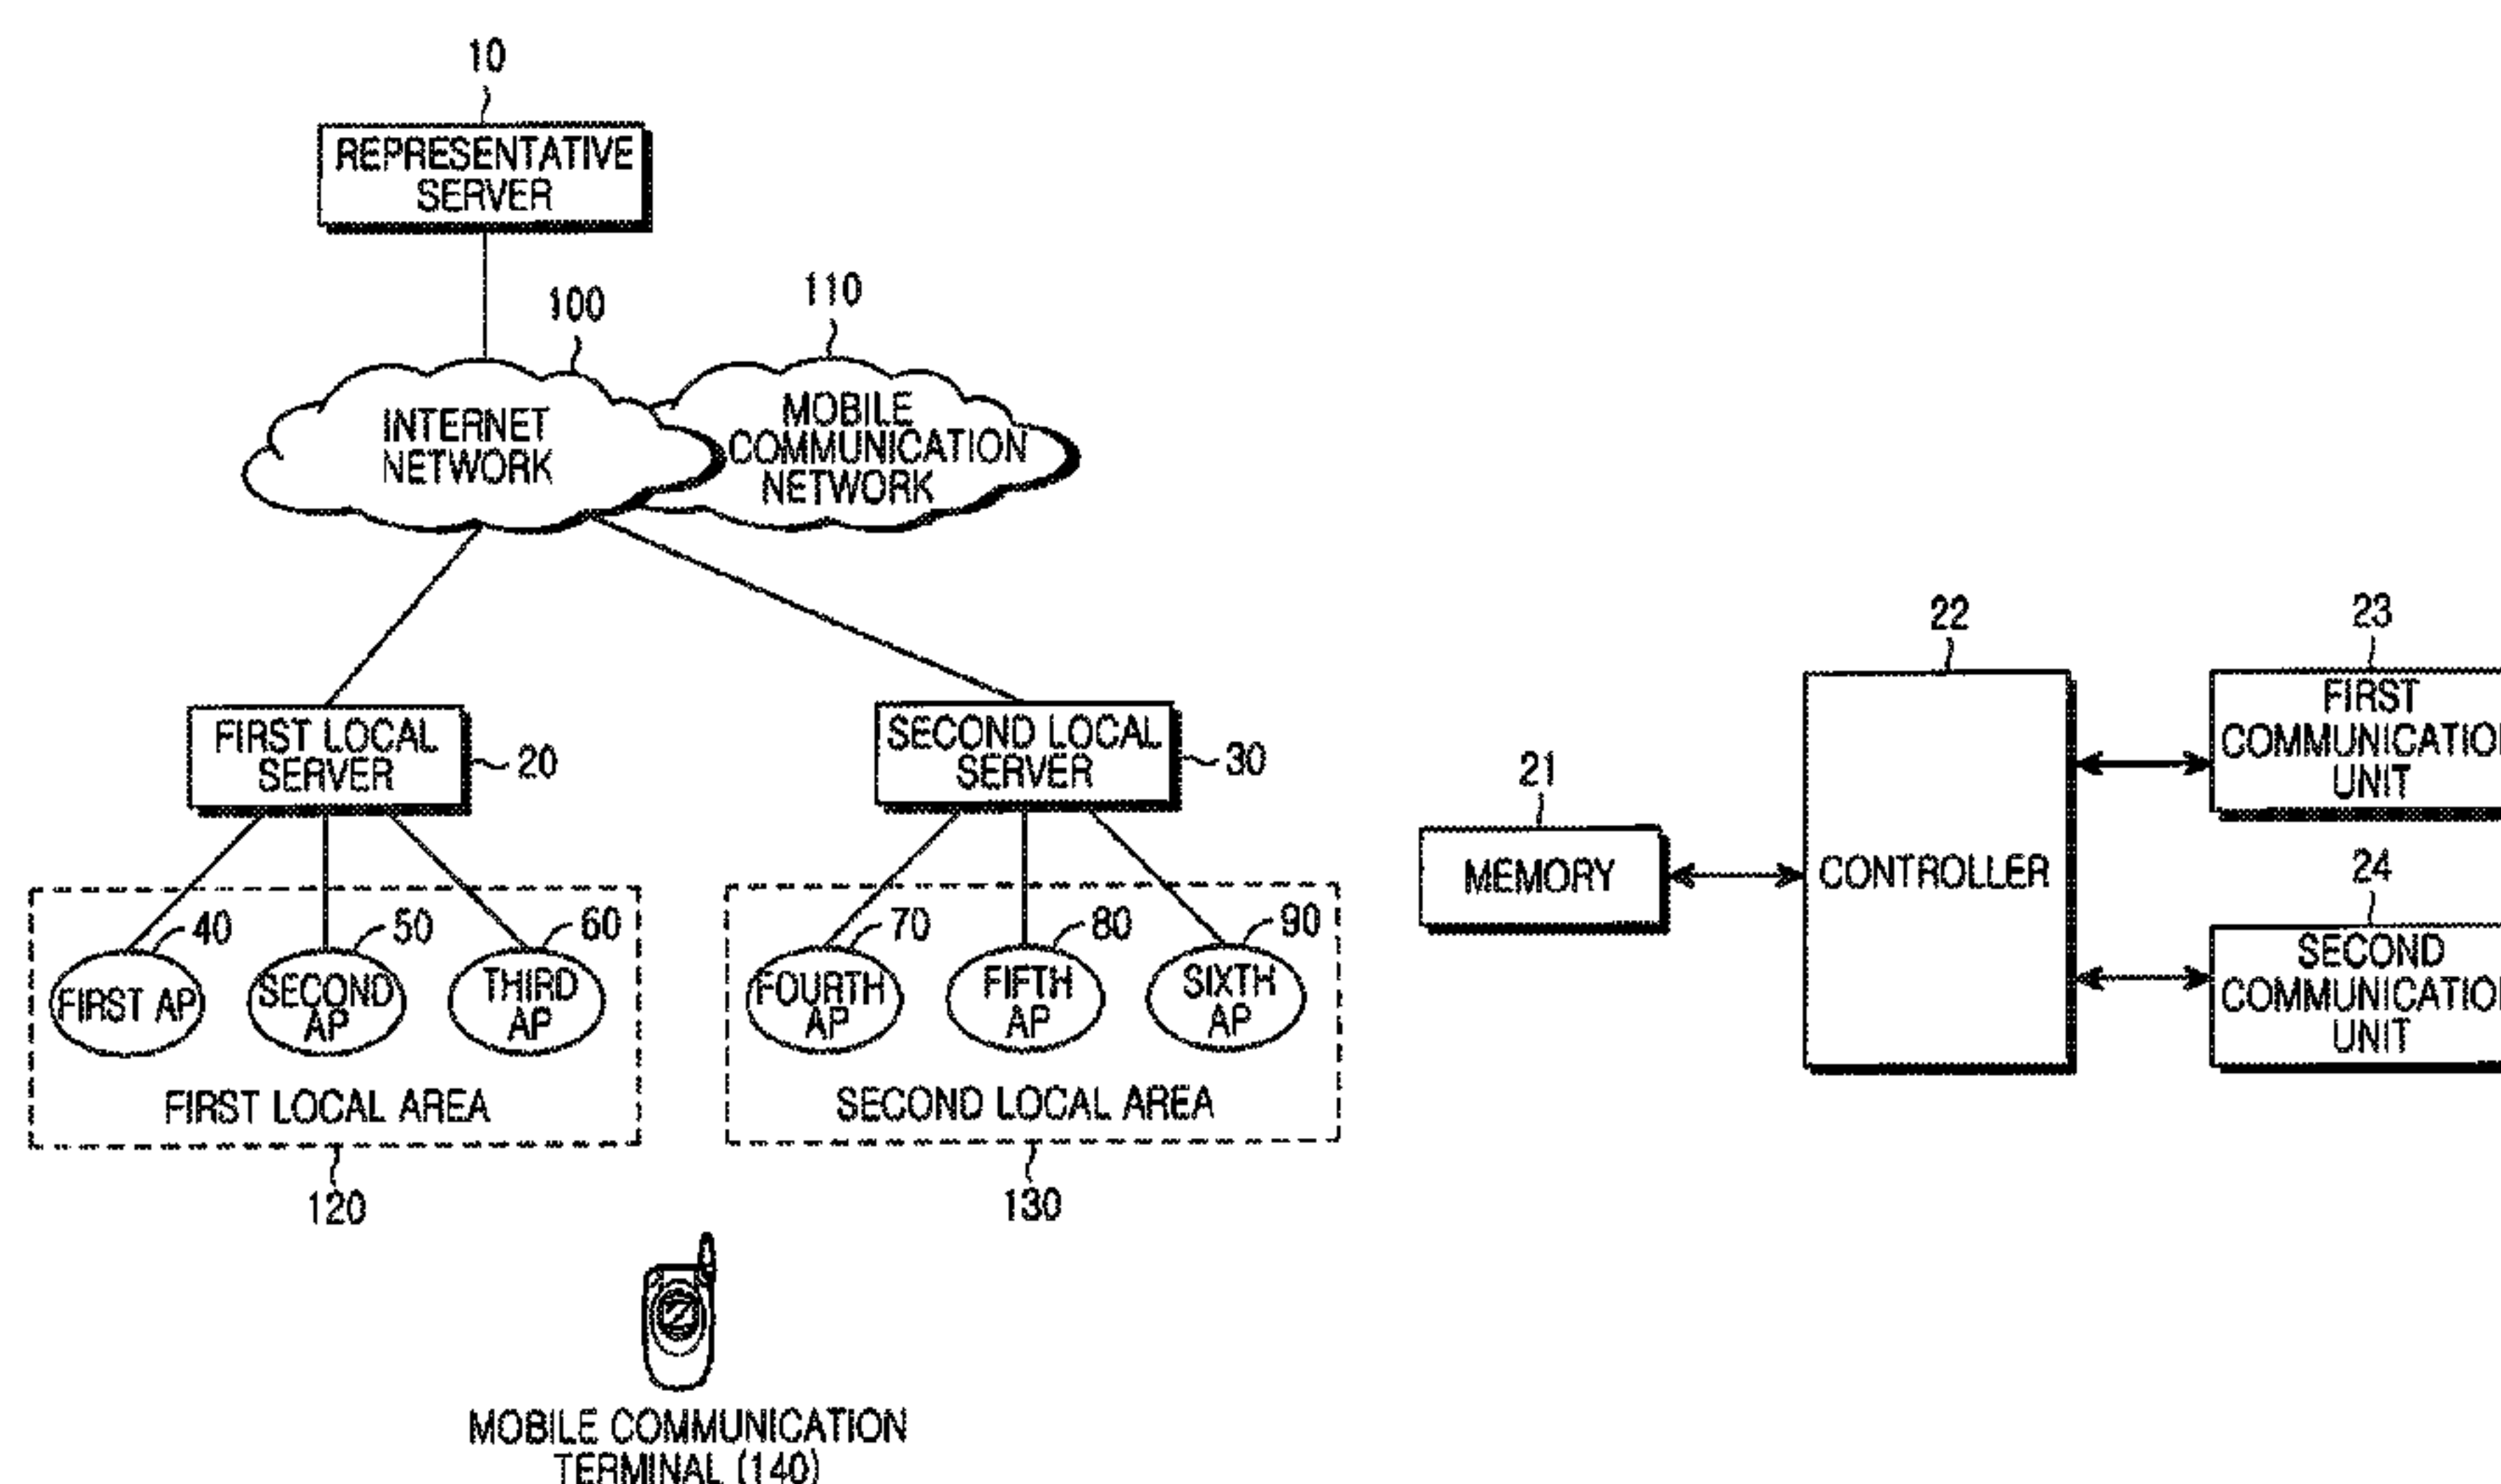 10
REPRESENTATIVE
SERVER
100
110
INTERNET
NETWORK
MOBILE
COMMUNICATION
NETWORK
FIRST LOCAL
SERVER
20
SECOND LOCAL
SERVER
30
40
50
60
FIRST AP
SECOND
AP
THIRD
AP
FIRST LOCAL AREA
120
70
80
90
FOURTH
AP
FIFTH
AP
SIXTH
AP
SECOND LOCAL AREA
130
MOBILE COMMUNICATION
TERMINAL (140)
21
MEMORY
22
CONTROLLER
23
FIRST
COMMUNICATIO
UNIT
24
SECOND
COMMUNICATIO
UNIT